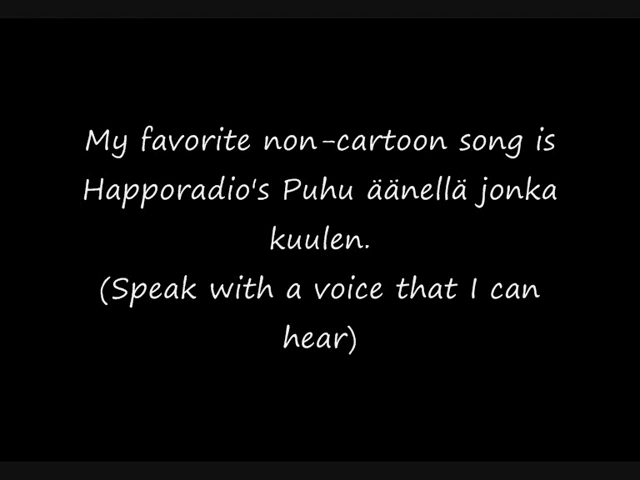 My favorite non-cartoon song is
Happoradio's Puhu äänellä jonka
kuulen.
(Speak with a voice that I can
hear)